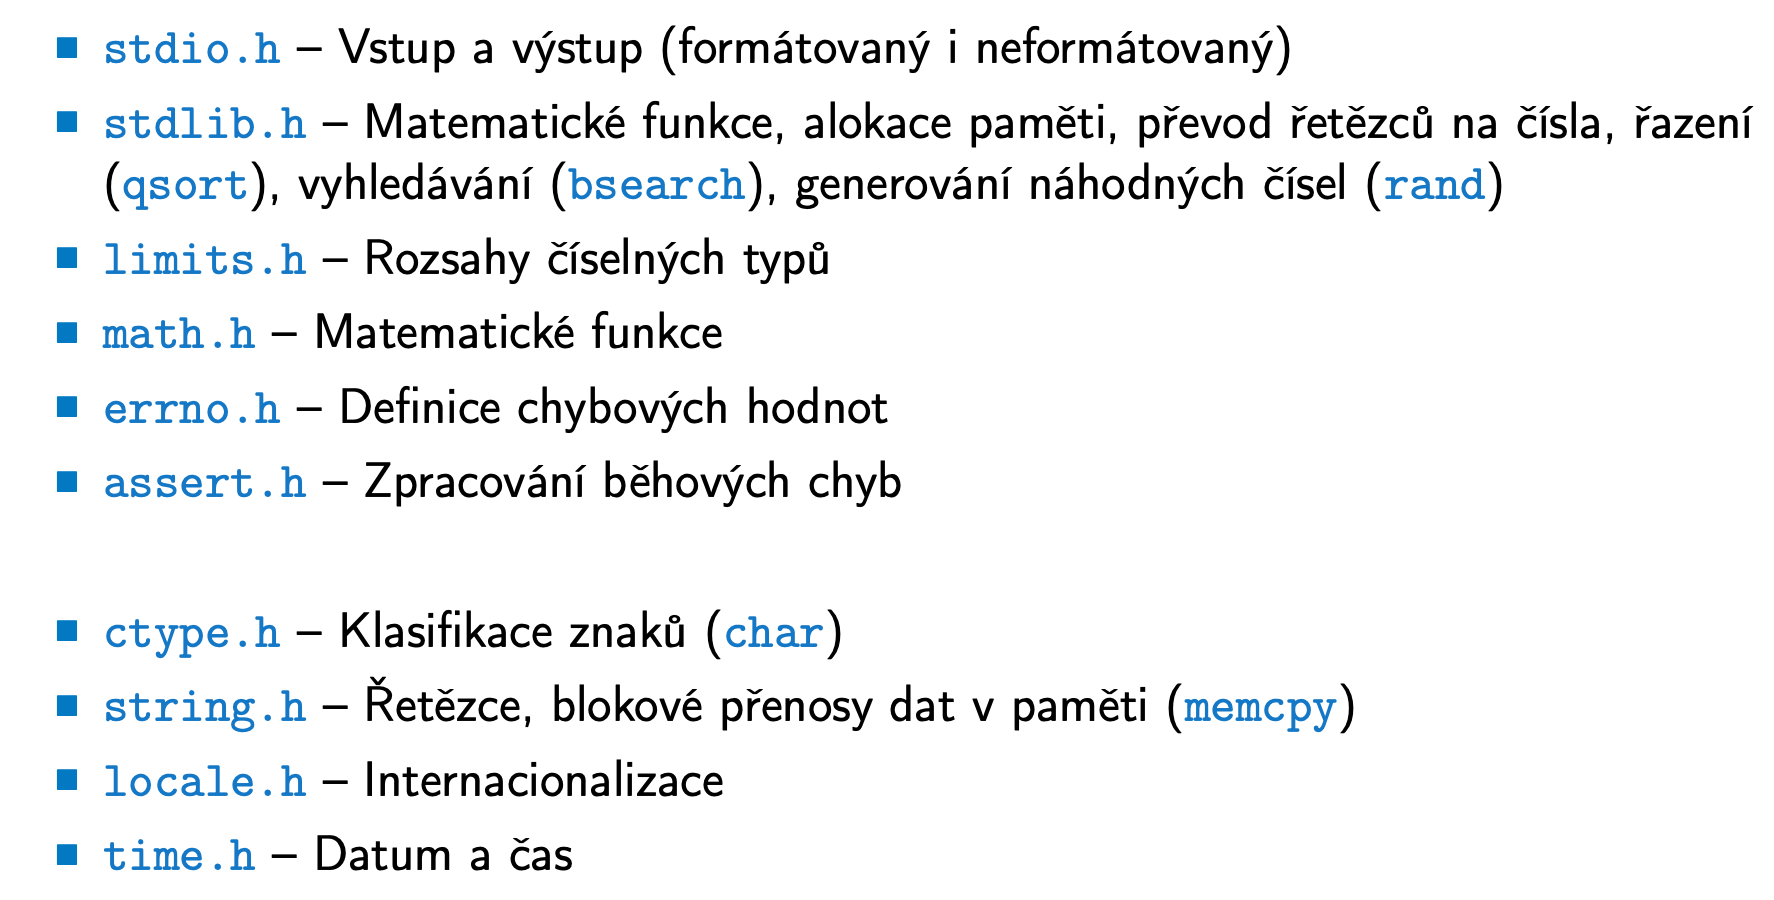 stdio.h – Vstup a výstup (formátovaný i neformátovaný)
stdlib.h – Matematické funkce, alokace paměti, převod řetězců na čísla, řazení
(qsort), vyhledávání (bsearch), generování náhodných čísel (rand)
limits.h – Rozsahy číselných typů
math.h – Matematické funkce
errno.h – Definice chybových hodnot
assert.h – Zpracování běhových chyb
ctype.h – Klasifikace znaků (char)
string.h – Řetězce, blokové přenosy dat v paměti (memcpy)
locale.h – Internacionalizace
time.h – Datum a čas